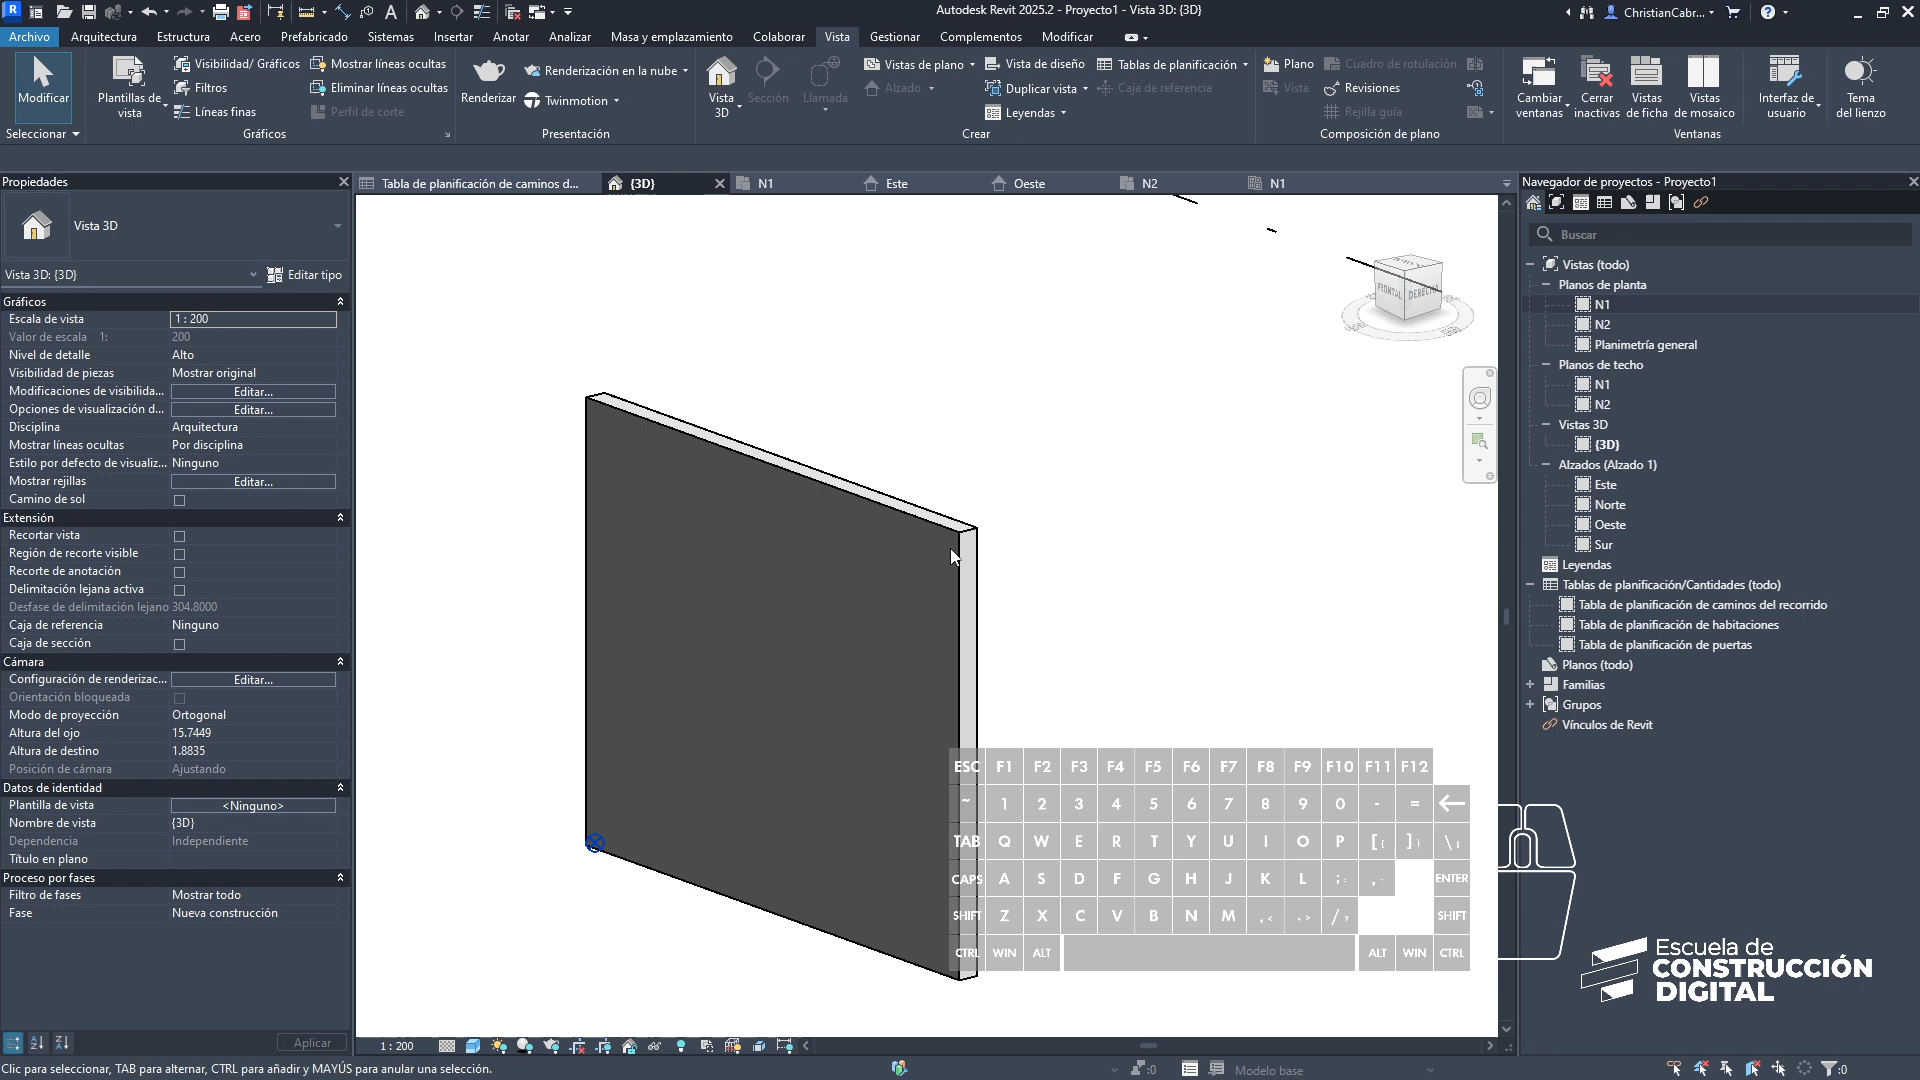 Autodesk Revit 2025.2 - Proyecto1 - Vista 3D: {3D}
ChristianCabr...
Archivo Arquitectura Estructura Acero Prefabricado Sistemas Insertar Anotar Analizar Masa y emplazamiento Colaborar Vista Gestionar Complementos Modificar
Modificar
Seleccionar
Plantillas de vista
Visibilidad/ Gráficos
Filtros
Líneas finas
Mostrar líneas ocultas
Eliminar líneas ocultas
Perfil de corte
Gráficos
Renderizar
Renderización en la nube
Twinmotion
Presentación
Vista 3D
Sección
Llamada
Vistas de plano
Alzado
Vista de diseño
Duplicar vista
Leyendas
Tablas de planificación
Caja de referencia
Crear
Plano
Vista
Cuadro de rotulación
Revisiones
Rejilla guía
Composición de plano
Cambiar ventanas
Cerrar inactivas
Vistas de ficha
Vistas de mosaico
Interfaz de usuario
Tema del lienzo
Ventanas
Propiedades
Vista 3D
Vista 3D: {3D}
Editar tipo
Gráficos
Escala de vista 1 : 200
Valor de escala 1: 200
Nivel de detalle Alto
Visibilidad de piezas Mostrar original
Modificaciones de visibilida... Editar...
Opciones de visualización d... Editar...
Disciplina Arquitectura
Mostrar líneas ocultas Por disciplina
Estilo por defecto de visualiz... Ninguno
Mostrar rejillas Editar...
Camino de sol
Extensión
Recortar vista
Región de recorte visible
Recorte de anotación
Delimitación lejana activa
Desfase de delimitación lejano 304.8000
Caja de referencia Ninguno
Caja de sección
Cámara
Configuración de renderizac... Editar...
Orientación bloqueada
Modo de proyección Ortogonal
Altura del ojo 15.7449
Altura de destino 1.8835
Posición de cámara Ajustando
Datos de identidad
Plantilla de vista <Ninguno>
Nombre de vista {3D}
Dependencia Independiente
Título en plano
Proceso por fases
Filtro de fases Mostrar todo
Fase Nueva construcción
Aplicar
Tabla de planificación de caminos d... {3D} N1 Este Oeste N2 N1
FRONTAL DERECHA
ESC F1 F2 F3 F4 F5 F6 F7 F8 F9 F10 F11 F12
~ 1 2 3 4 5 6 7 8 9 0 - =
TAB Q W E R T Y U I O P [ ] \
CAPS A S D F G H J K L ; , ENTER
SHIFT Z X C V B N M , < . > / ? SHIFT
CTRL WIN ALT ALT WIN CTRL
1 : 200
Navegador de proyectos - Proyecto1
Buscar
Vistas (todo)
Planos de planta
N1
N2
Planimetría general
Planos de techo
N1
N2
Vistas 3D
{3D}
Alzados (Alzado 1)
Este
Norte
Oeste
Sur
Leyendas
Tablas de planificación/Cantidades (todo)
Tabla de planificación de caminos del recorrido
Tabla de planificación de habitaciones
Tabla de planificación de puertas
Planos (todo)
Familias
Grupos
Vínculos de Revit
Escuela de
CONSTRUCCIÓN
DIGITAL
Clic para seleccionar, TAB para alternar, CTRL para añadir y MAYÚS para anular una selección.
:0
Modelo base
:0